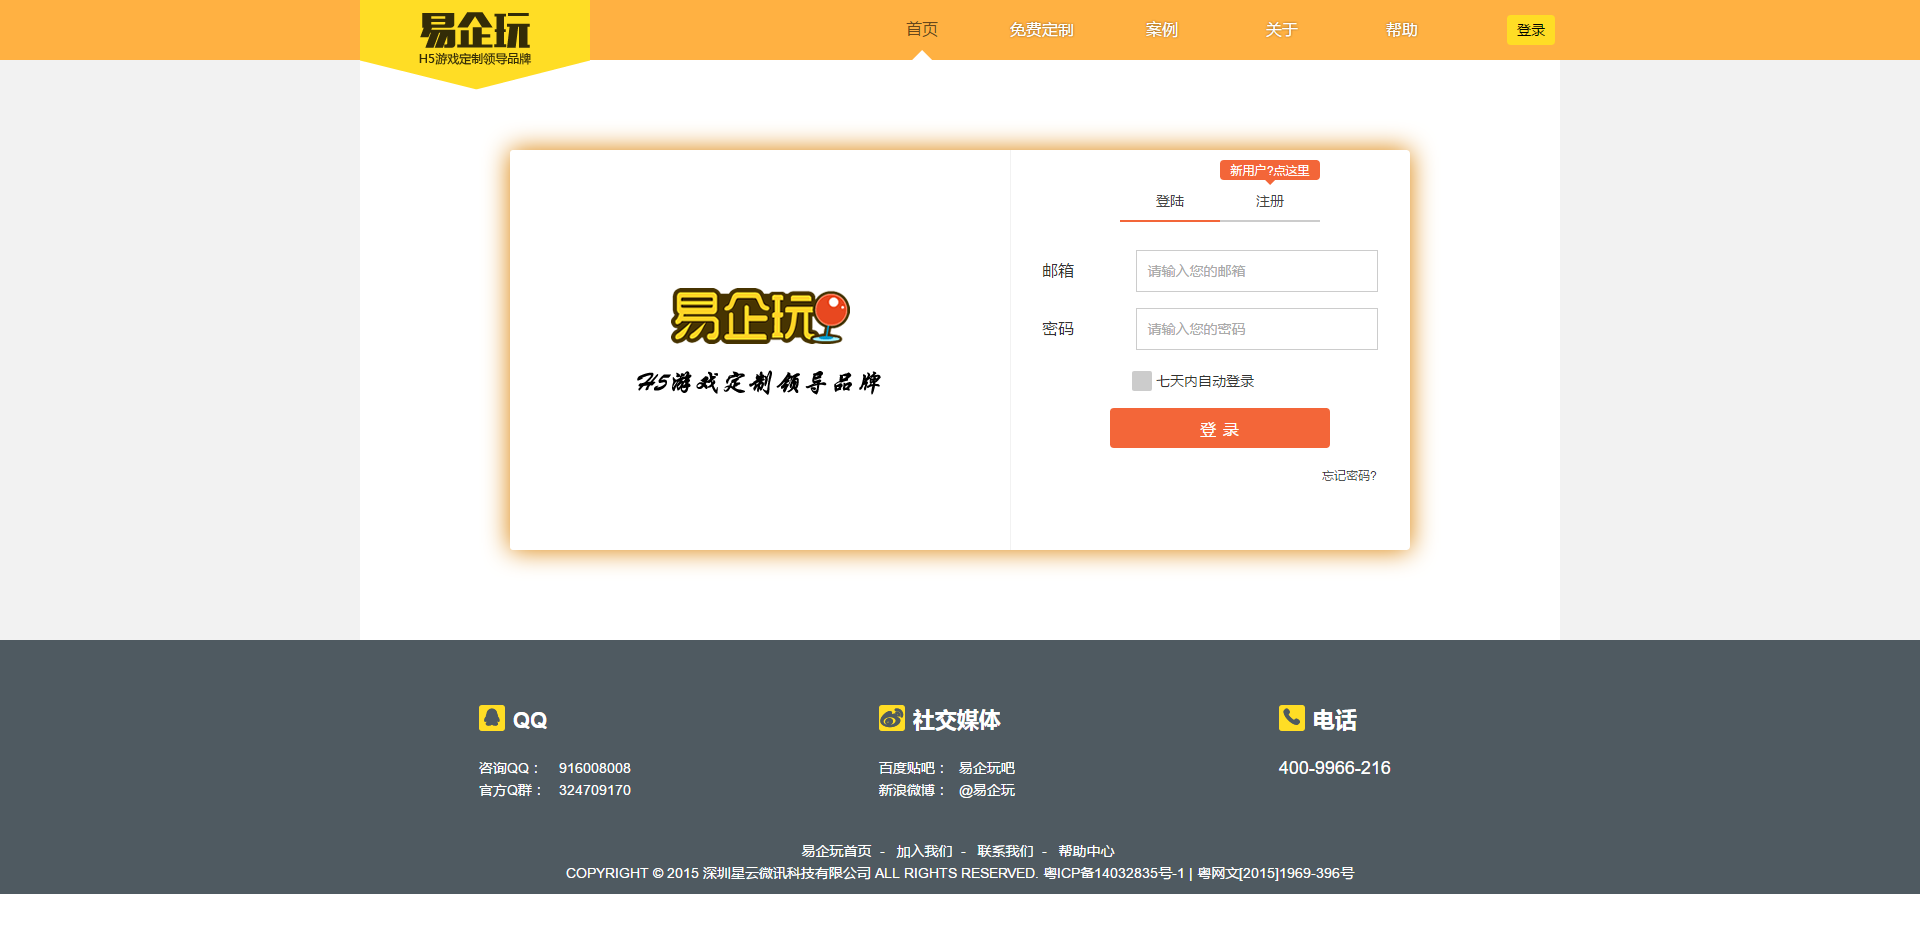 易企玩
H5游戏定制领导品牌
首页 免费定制 案例 关于 帮助 登录
新用户?点这里
登陆 注册
邮箱 请输入您的邮箱
密码 请输入您的密码
七天内自动登录
登 录
忘记密码?
易企玩
H5游戏定制领导品牌
QQ
咨询QQ： 916008008
官方Q群： 324709170
社交媒体
百度贴吧： 易企玩吧
新浪微博： @易企玩
电话
400-9966-216
易企玩首页 - 加入我们 - 联系我们 - 帮助中心
COPYRIGHT © 2015 深圳星云微讯科技有限公司 ALL RIGHTS RESERVED. 粤ICP备14032835号-1 | 粤网文[2015]1969-396号